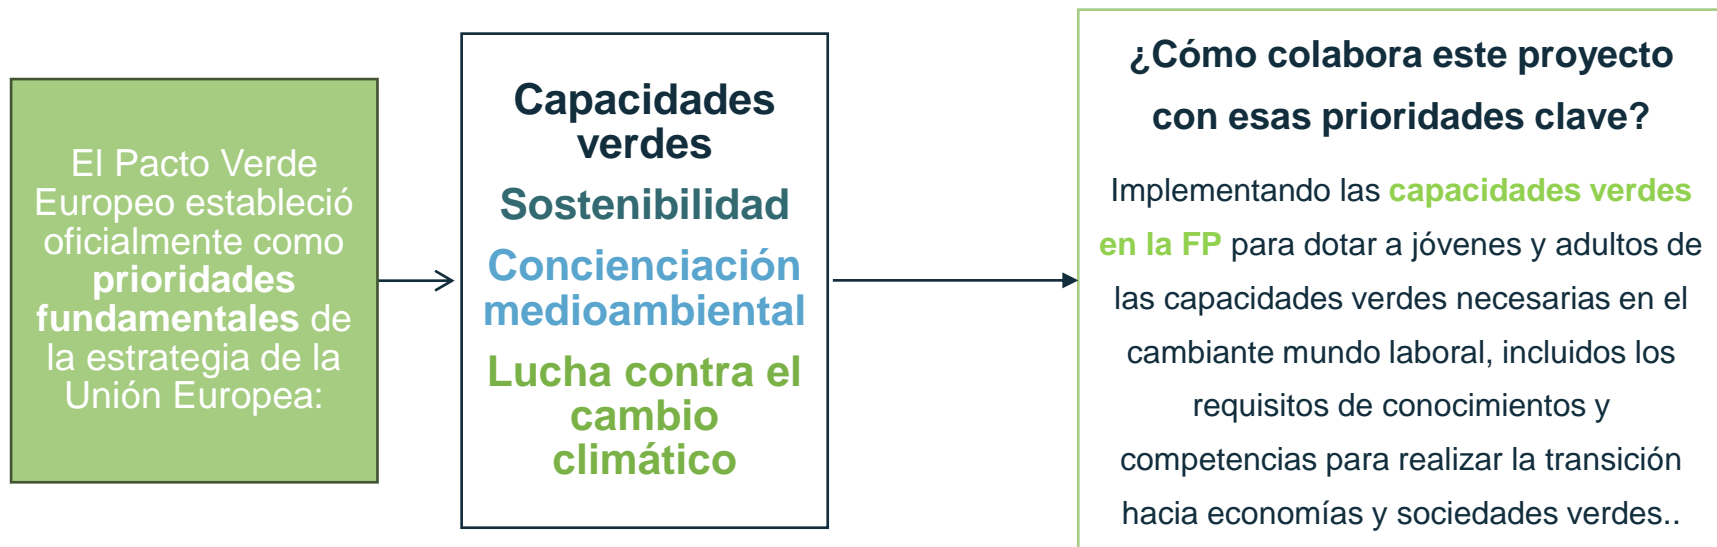 El Pacto Verde
Europeo estableció
oficialmente como
prioridades
fundamentales de
la estrategia de la
Unión Europea:
Capacidades
verdes
Sostenibilidad
Concienciación
medioambiental
Lucha contra el
cambio
climático
¿Cómo colabora este proyecto
con esas prioridades clave?
Implementando las capacidades verdes
en la FP para dotar a jóvenes y adultos de
las capacidades verdes necesarias en el
cambiante mundo laboral, incluidos los
requisitos de conocimientos y
competencias para realizar la transición
hacia economías y sociedades verdes..